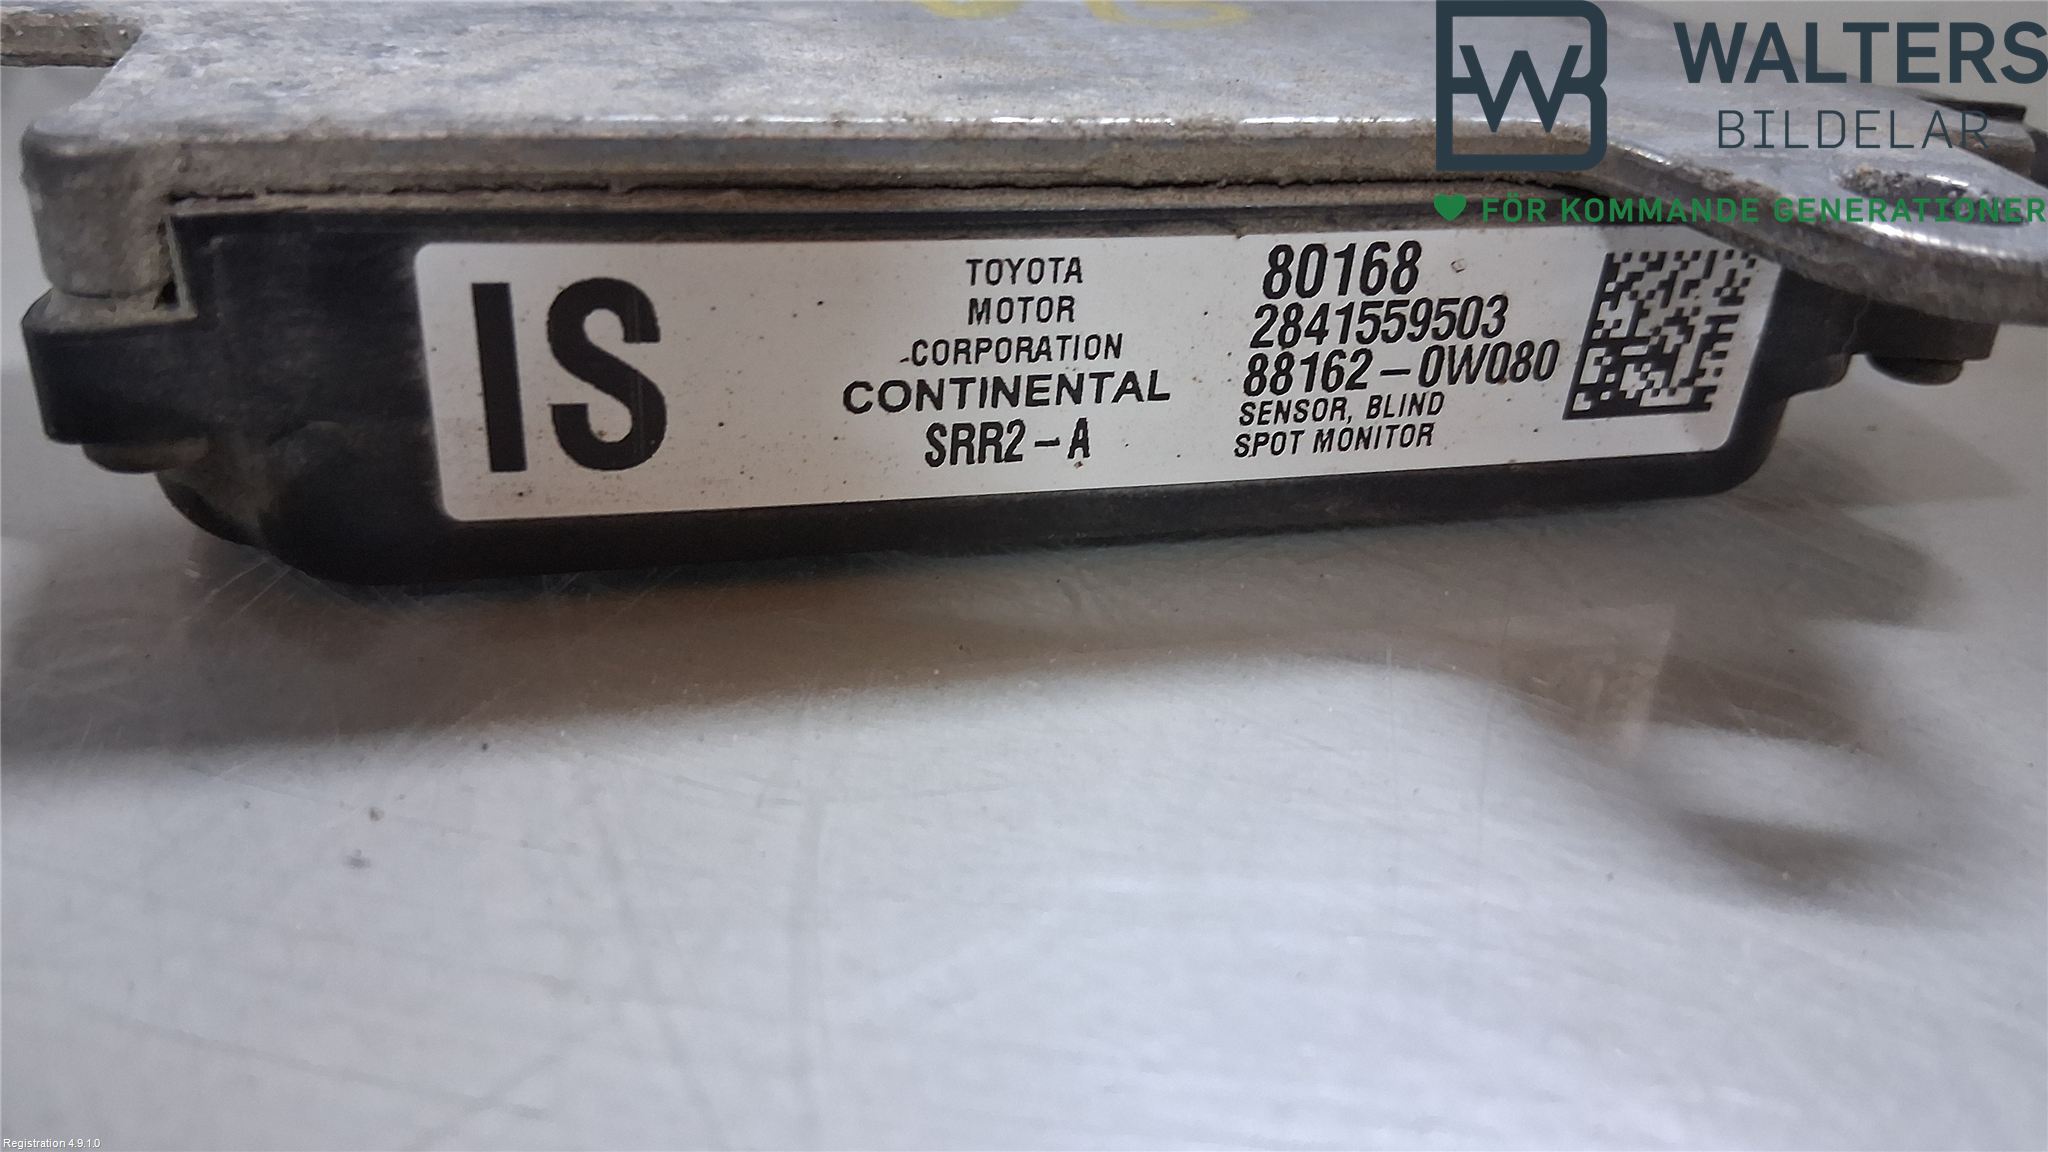 WALTERS
BILDELAR
FÖR KOMMANDE GENERATIONER
IS
TOYOTA
MOTOR
CORPORATION
CONTINENTAL
SRR2-A
80168
2841559503
88162-0W080
SENSOR, BLIND
SPOT MONITOR
Registration 4.9.1.0